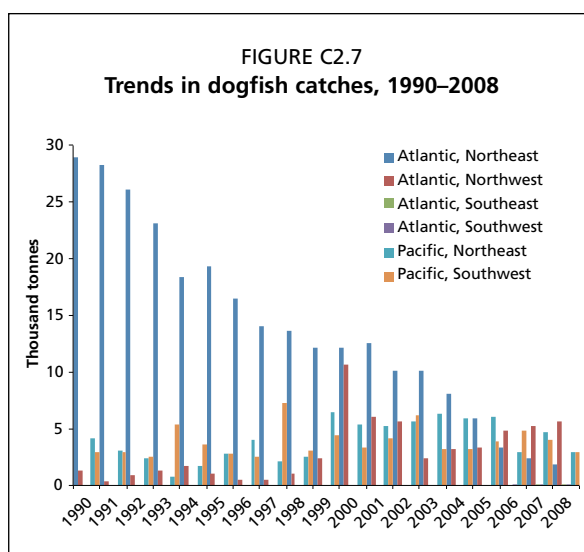 FIGURE C2.7
Trends in dogfish catches, 1990–2008
30
25
20
15
10
5
0
Thousand tonnes
Atlantic, Northeast
Atlantic, Northwest
Atlantic, Southeast
Atlantic, Southwest
Pacific, Northeast
Pacific, Southwest
1990
1991
1992
1993
1994
1995
1996
1997
1998
1999
2000
2001
2002
2003
2004
2005
2006
2007
2008